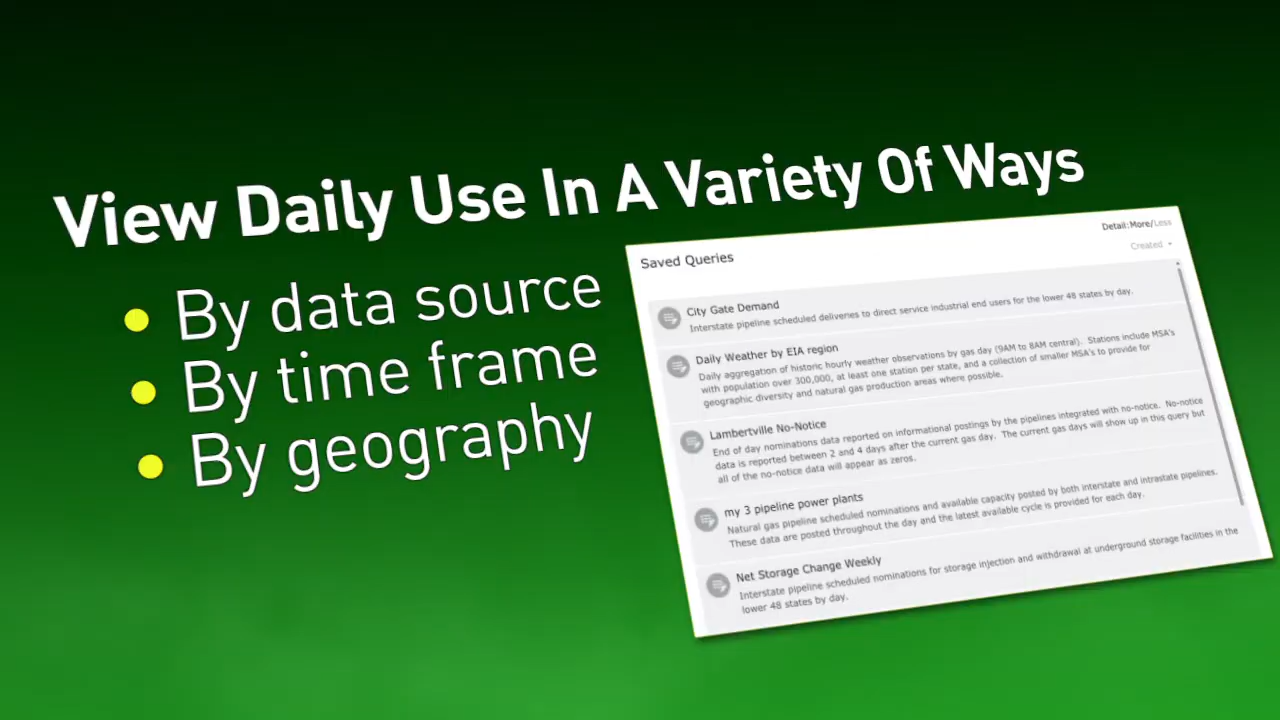 View Daily Use In A Variety Of Ways
By data source
By time frame
By geography
Detail:More/Less
Saved Queries
Created
City Gate Demand
Interstate pipeline scheduled deliveries to direct service industrial end users for the lower 48 states by day.
Daily Weather by EIA region
Daily aggregation of historic hourly weather observations by gas day (9AM to 8AM central). Stations include MSA's
with population over 300,000, at least one station per state, and a collection of smaller MSA's to provide for
geographic diversity and natural gas production areas where possible.
Lambertville No-Notice
End of day nominations data reported on informational postings by the pipelines integrated with no-notice. No-notice
data is reported between 2 and 4 days after the current gas day. The current gas days will show up in this query but
all of the no-notice data will appear as zeros.
my 3 pipeline power plants
Natural gas pipeline scheduled nominations and available capacity posted by both interstate and intrastate pipelines.
These data are posted throughout the day and the latest available cycle is provided for each day.
Net Storage Change Weekly
Interstate pipeline scheduled nominations for storage injection and withdrawal at underground storage facilities in the
lower 48 states by day.